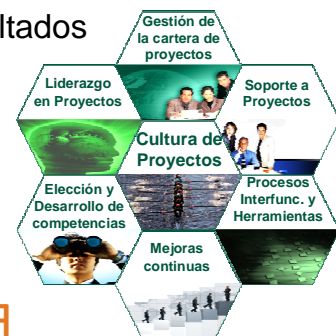 ltados
Gestión de
la cartera de
proyectos
Liderazgo
en Proyectos
Soporte a
Proyectos
Cultura de
Proyectos
Elección y
Desarrollo de
competencias
Procesos
Interfunc. y
Herramientas
Mejoras
continuas